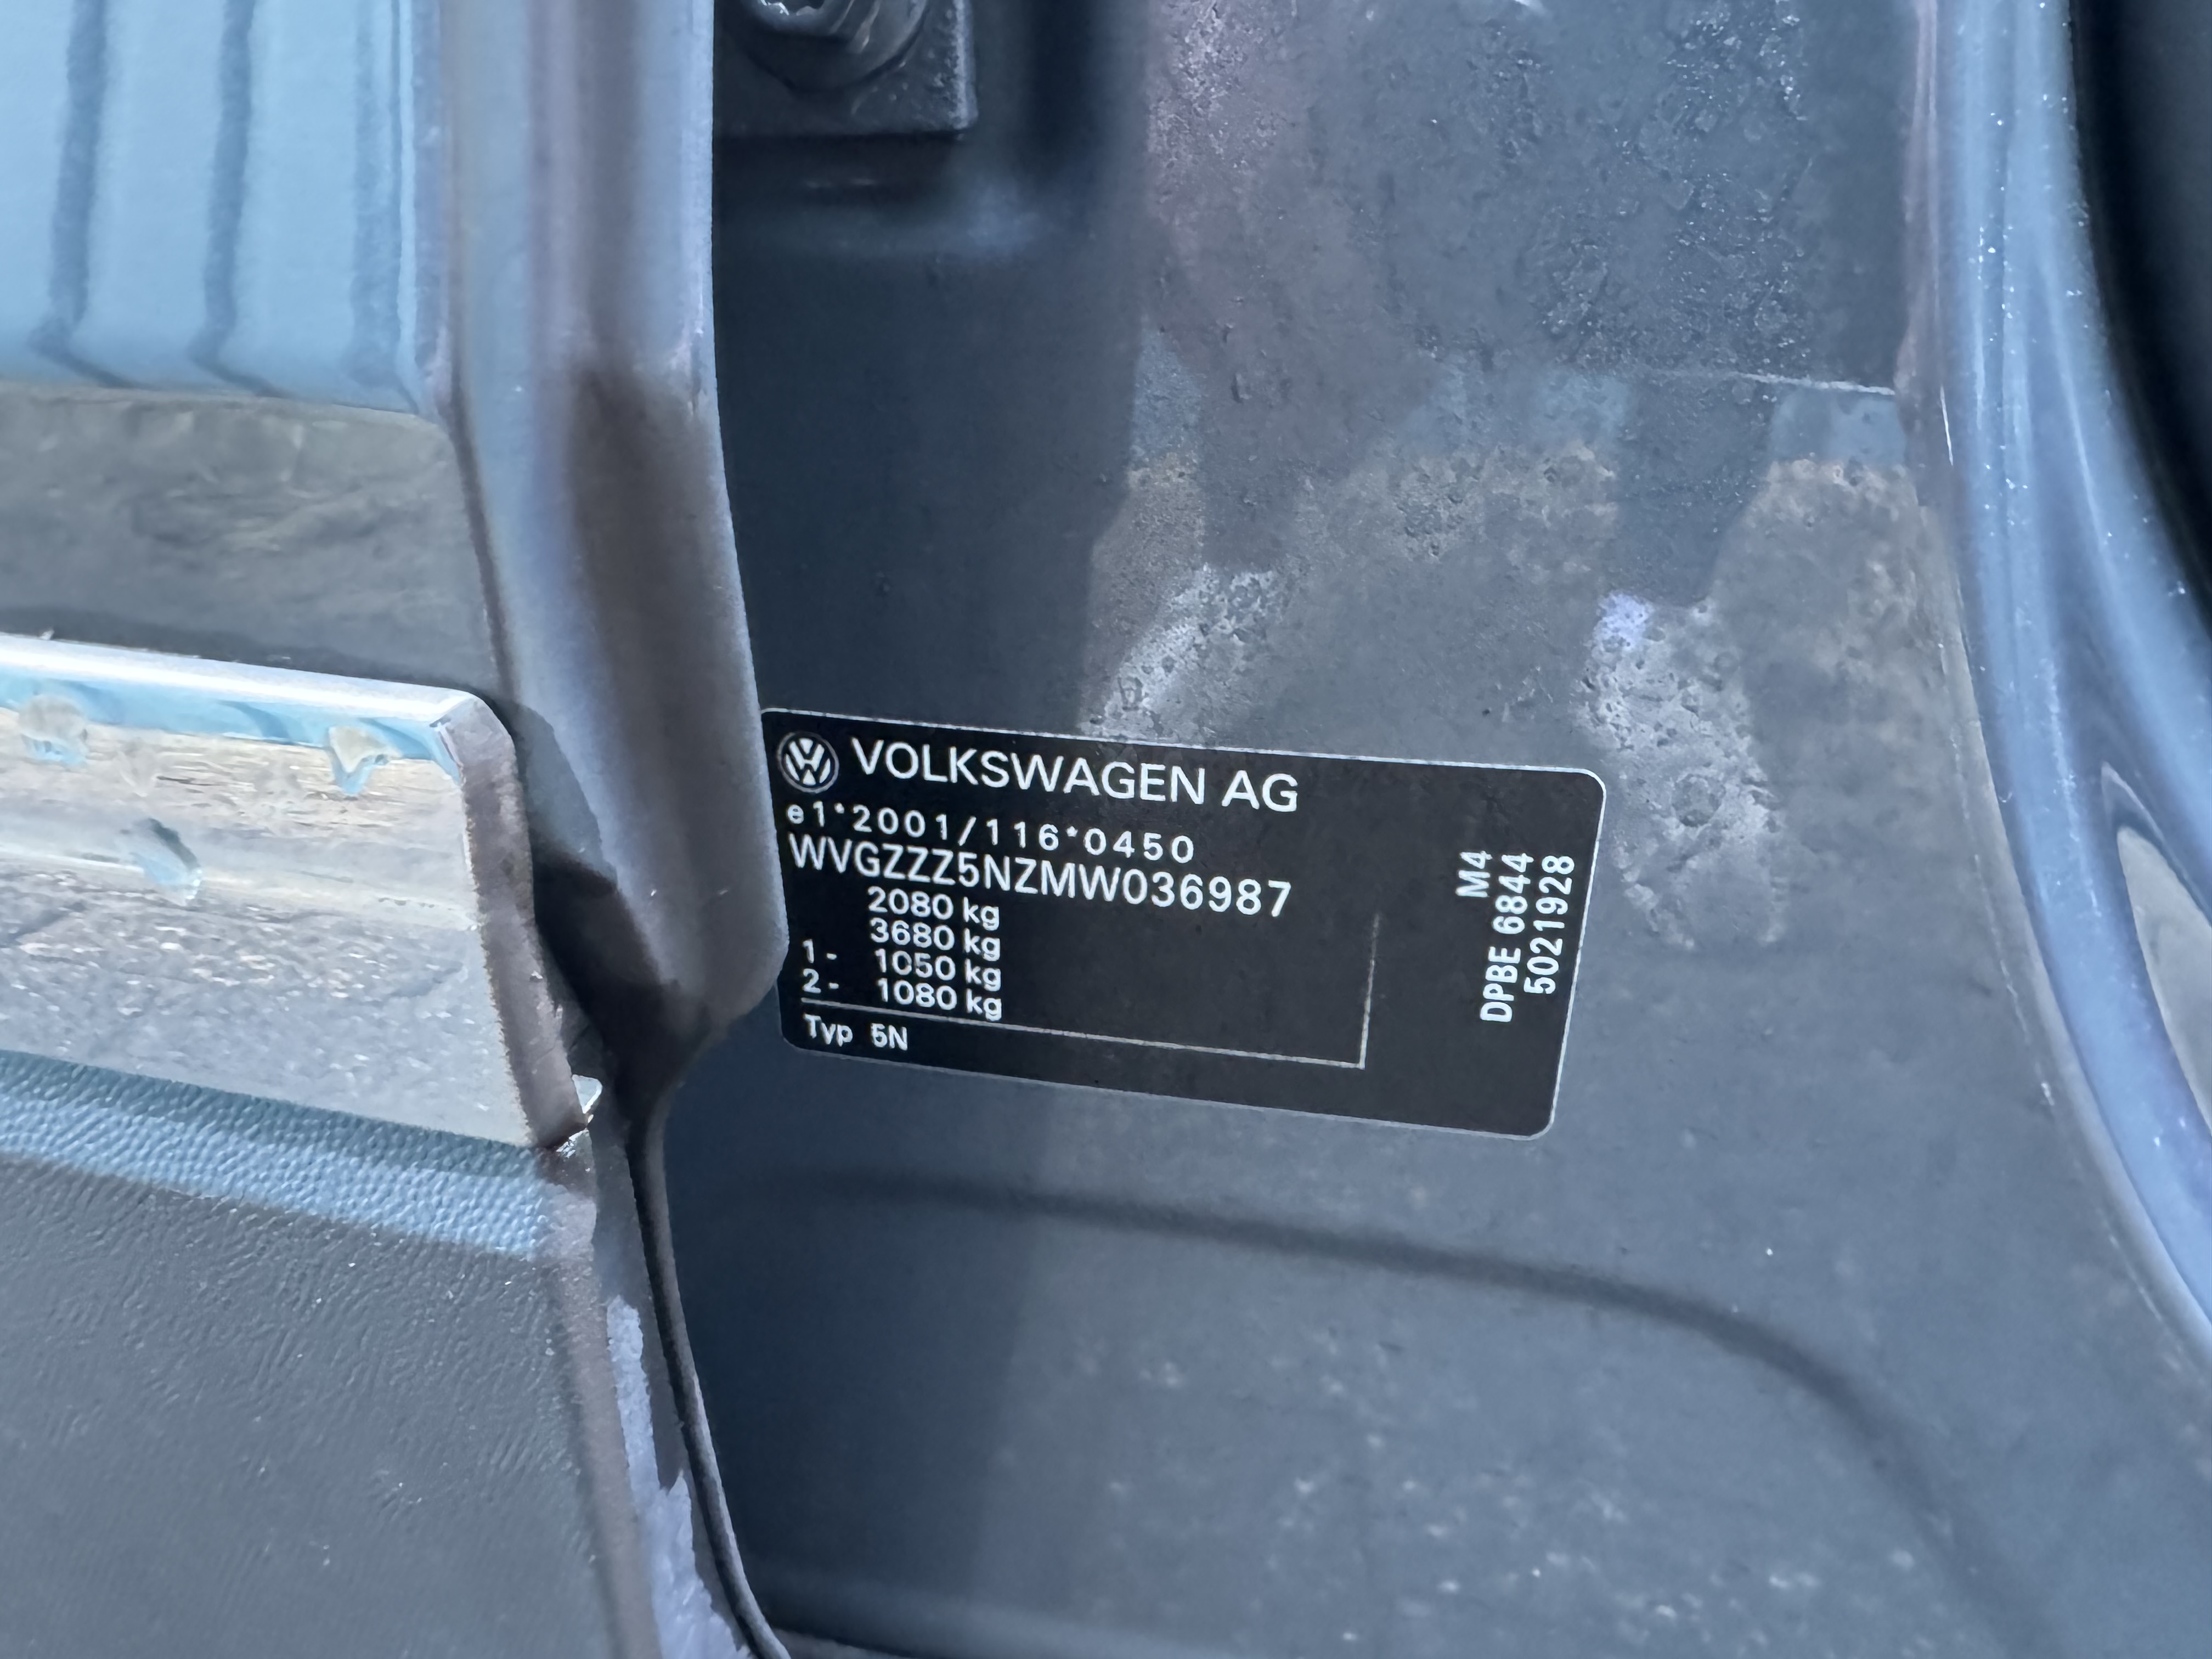 VOLKSWAGEN AG
e1*2001/116*0450
WVGZZZ5NZMW036987
2080 kg
3680 kg
1- 1050 kg
2- 1080 kg
Typ 5N
M4
DPBE 6844
5021928